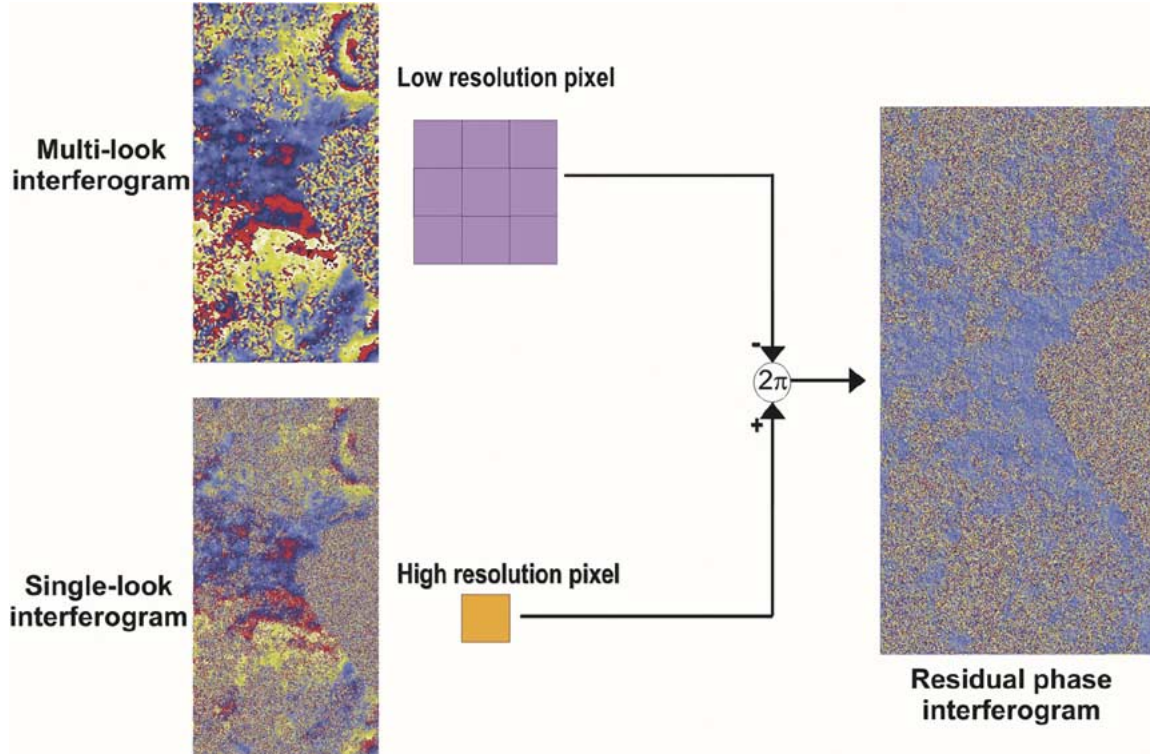 Multi-look
interferogram
Low resolution pixel
-
2π
+
Single-look
interferogram
High resolution pixel
Residual phase
interferogram